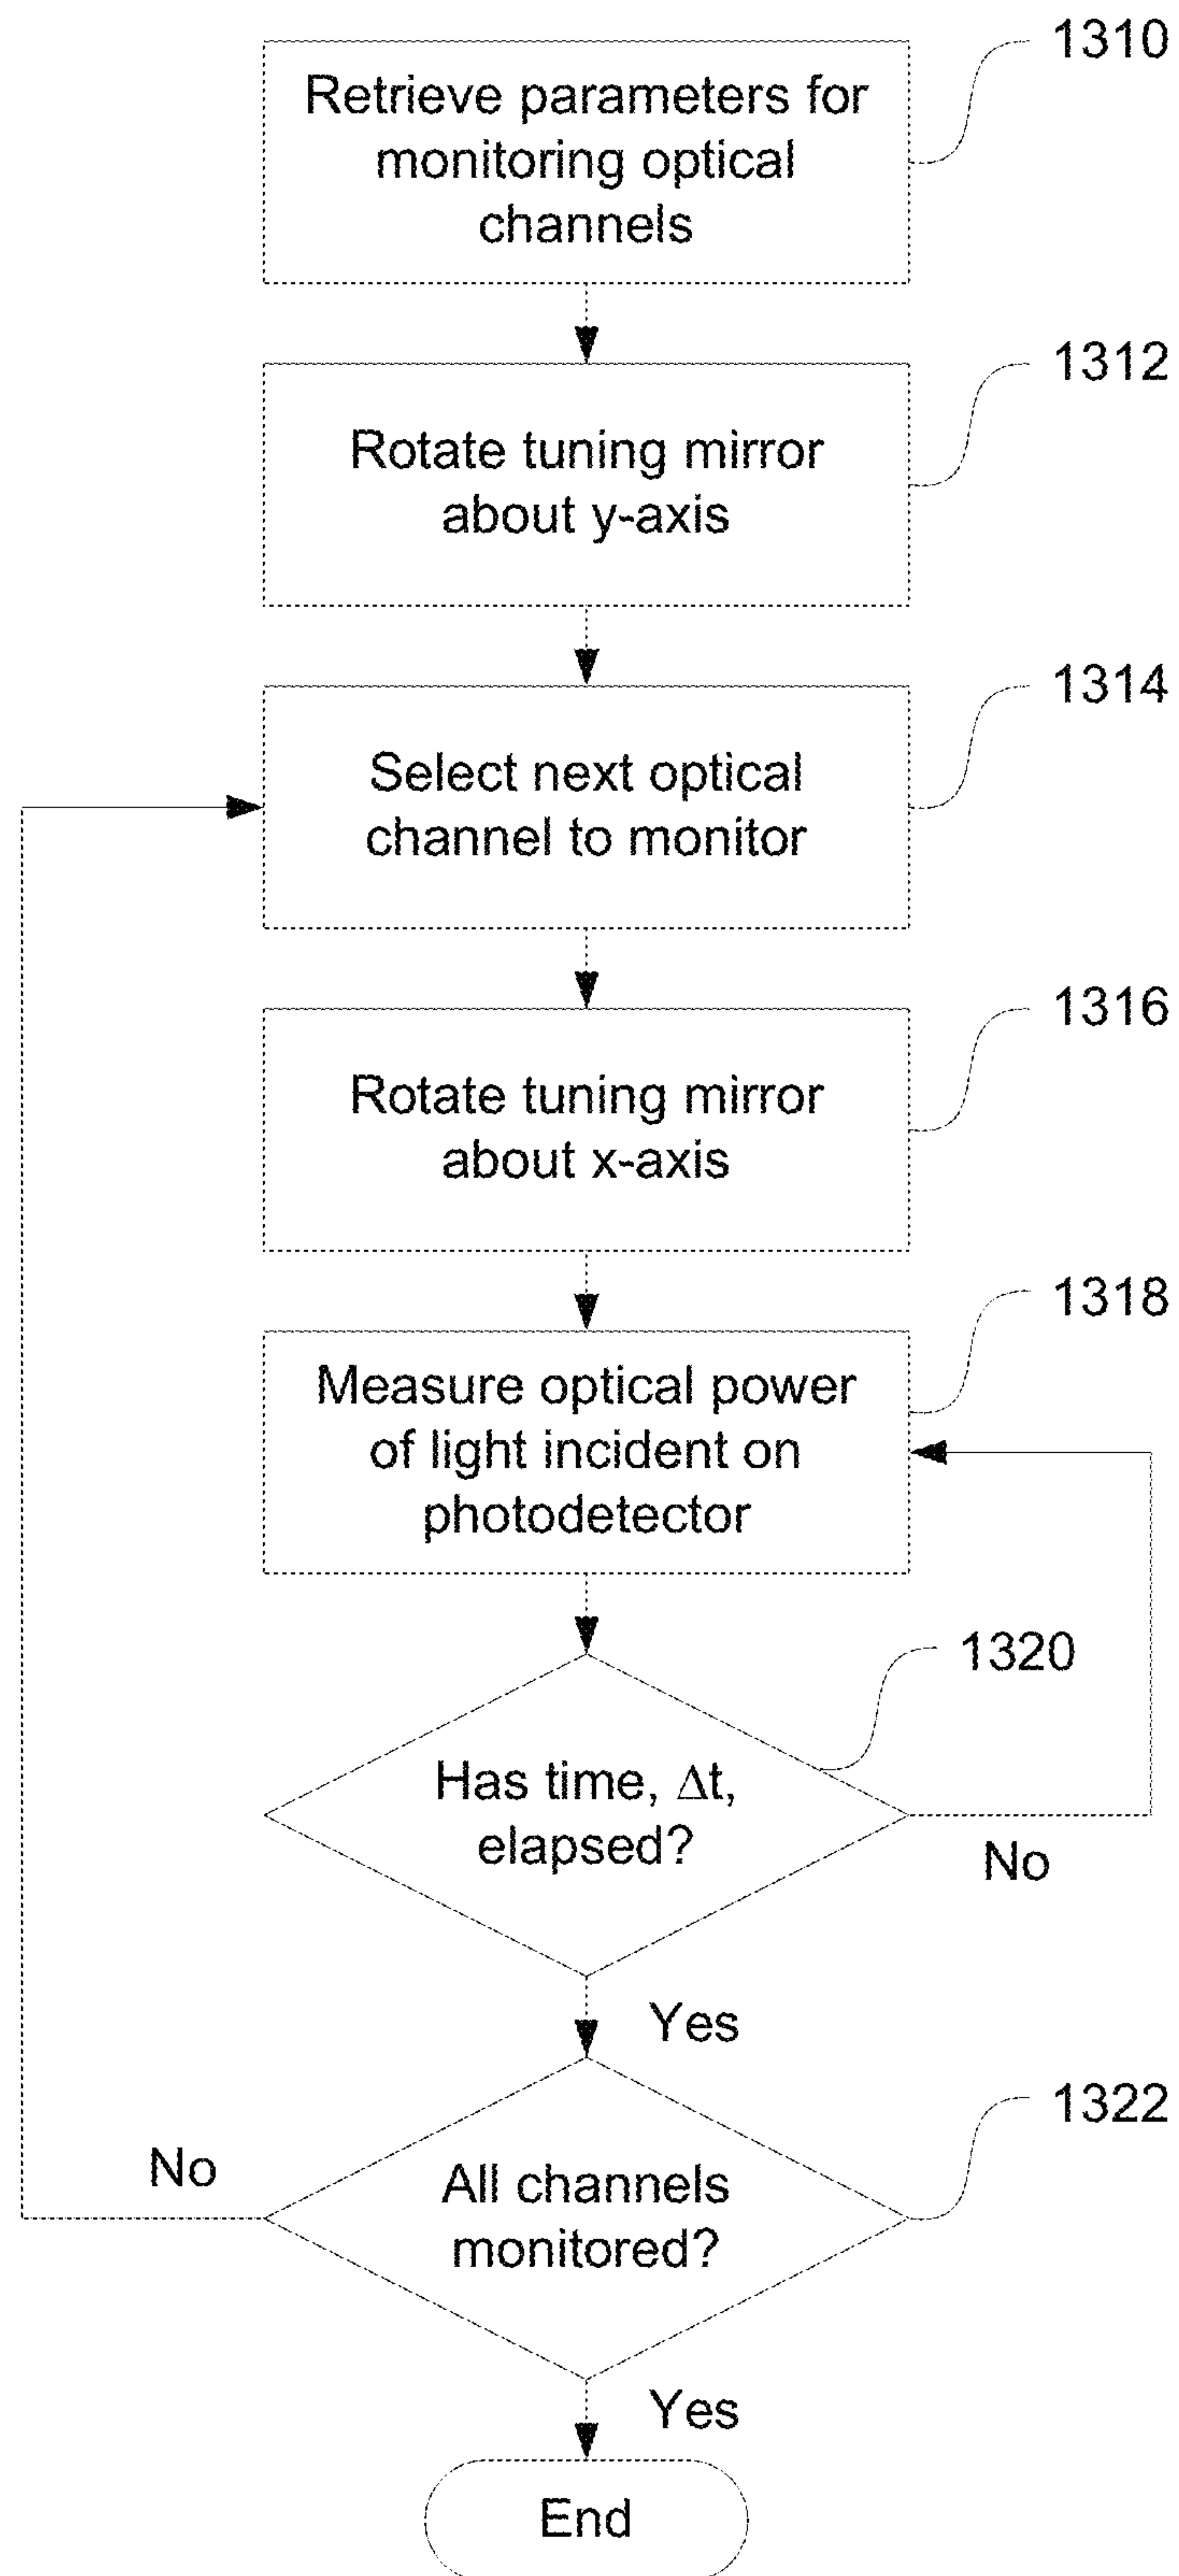 1310
Retrieve parameters for
monitoring optical
channels
1312
Rotate tuning mirror
about y-axis
1314
Select next optical
channel to monitor
1316
Rotate tuning mirror
about x-axis
1318
Measure optical power
of light incident on
photodetector
1320
Has time, Δt,
elapsed?
No
Yes
1322
No
All channels
monitored?
Yes
End